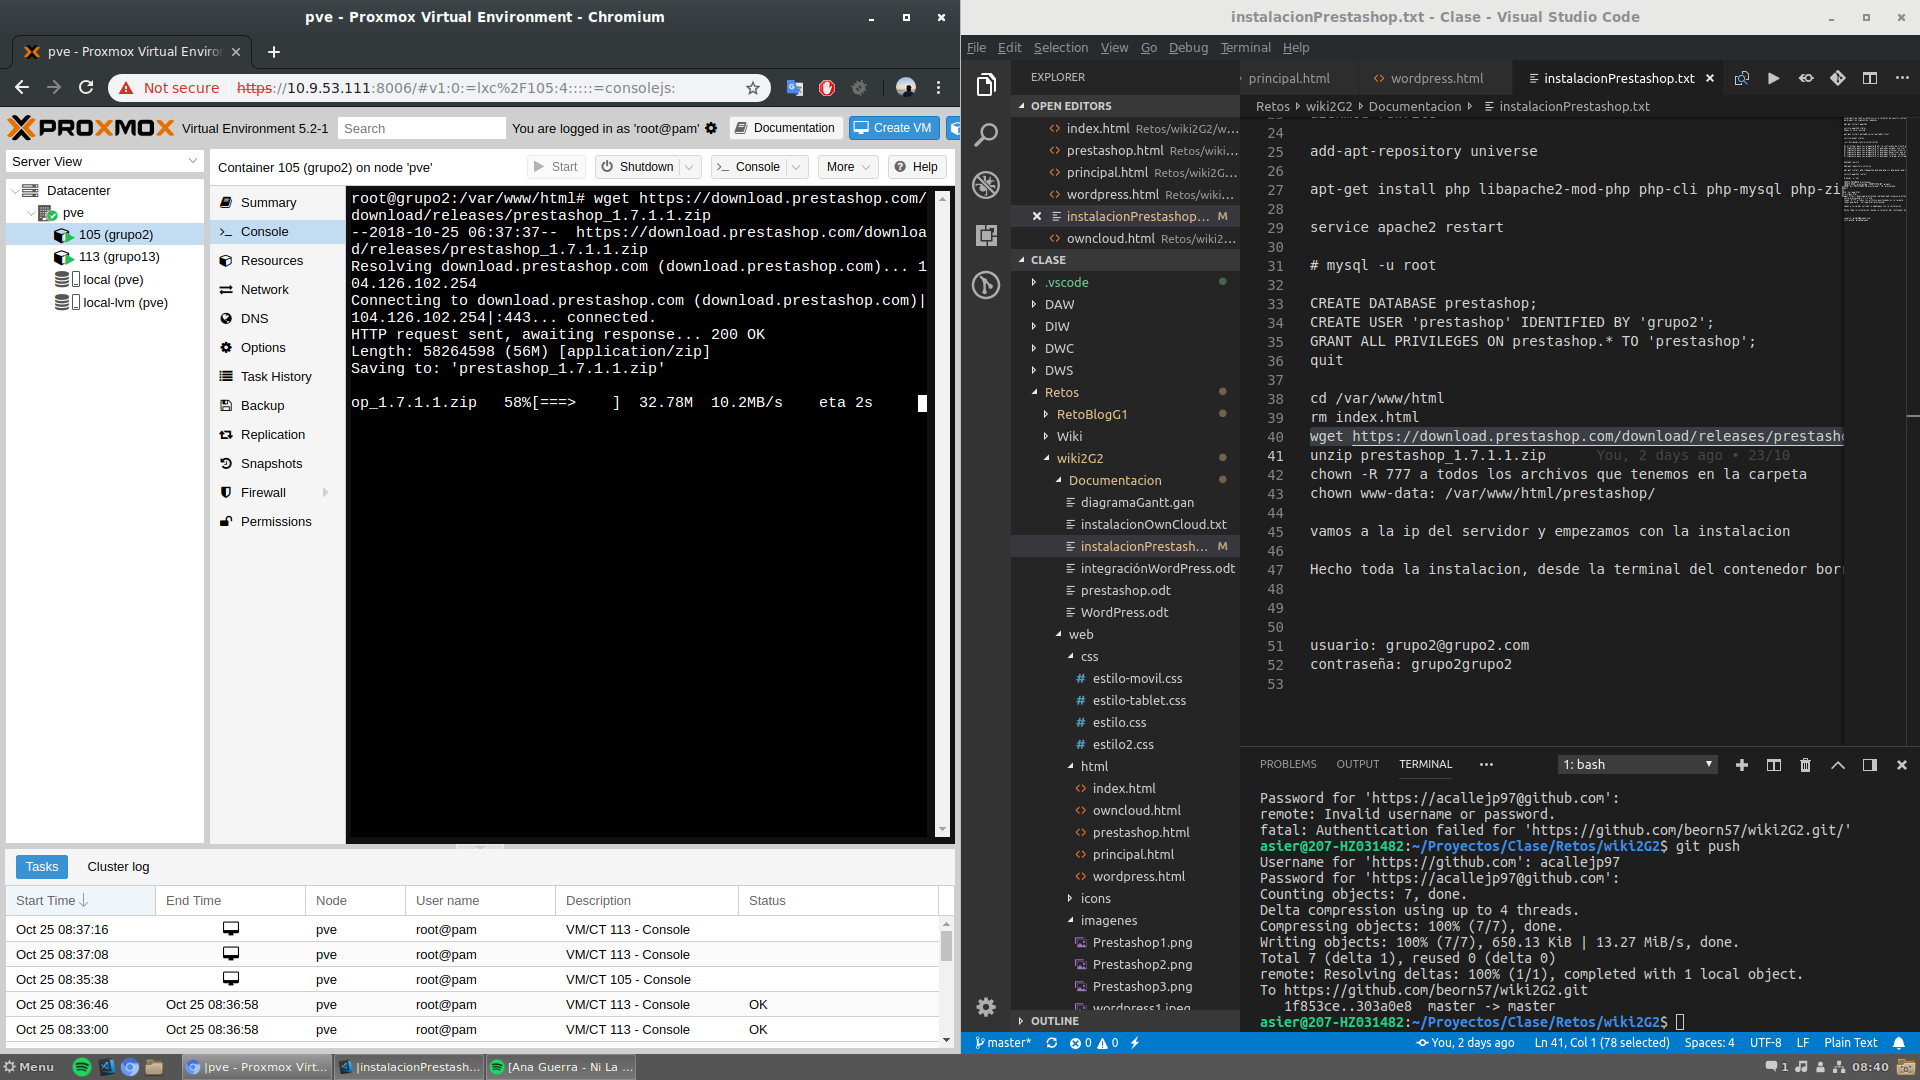 pve - Proxmox Virtual Environment - Chromium
pve - Proxmox Virtual Enviro
Not secure https://10.9.53.111:8006/#v1:0:=lxc%2F105:4:::::=consolejs:
PROXMOX Virtual Environment 5.2-1 Search You are logged in as 'root@pam' Documentation Create VM
Server View
Datacenter
pve
105 (grupo2)
113 (grupo13)
local (pve)
local-lvm (pve)
Container 105 (grupo2) on node 'pve' Start Shutdown Console More Help
Summary
Console
Resources
Network
DNS
Options
Task History
Backup
Replication
Snapshots
Firewall
Permissions
root@grupo2:/var/www/html# wget https://download.prestashop.com/
download/releases/prestashop_1.7.1.1.zip
--2018-10-25 06:37:37-- https://download.prestashop.com/downloa
d/releases/prestashop_1.7.1.1.zip
Resolving download.prestashop.com (download.prestashop.com)... 1
04.126.102.254
Connecting to download.prestashop.com (download.prestashop.com)|
104.126.102.254|:443... connected.
HTTP request sent, awaiting response... 200 OK
Length: 58264598 (56M) [application/zip]
Saving to: 'prestashop_1.7.1.1.zip'
op_1.7.1.1.zip 58%[===> ] 32.78M 10.2MB/s eta 2s
Tasks Cluster log
Start Time End Time Node User name Description Status
Oct 25 08:37:16 pve root@pam VM/CT 113 - Console
Oct 25 08:37:08 pve root@pam VM/CT 113 - Console
Oct 25 08:35:38 pve root@pam VM/CT 105 - Console
Oct 25 08:36:46 Oct 25 08:36:58 pve root@pam VM/CT 113 - Console OK
Oct 25 08:33:00 Oct 25 08:36:58 pve root@pam VM/CT 113 - Console OK
instalacionPrestashop.txt - Clase - Visual Studio Code
File Edit Selection View Go Debug Terminal Help
EXPLORER
OPEN EDITORS
index.html Retos/wiki2G2/w...
prestashop.html Retos/wiki...
principal.html Retos/wiki2G...
wordpress.html Retos/wiki...
instalacionPrestashop... M
owncloud.html Retos/wiki2...
CLASE
.vscode
DAW
DIW
DWC
DWS
Retos
RetoBlogG1
Wiki
wiki2G2
Documentacion
diagramaGantt.gan
instalacionOwnCloud.txt
instalacionPrestash... M
integraciónWordPress.odt
prestashop.odt
WordPress.odt
web
css
estilo-movil.css
estilo-tablet.css
estilo.css
estilo2.css
html
index.html
owncloud.html
prestashop.html
principal.html
wordpress.html
icons
imagenes
Prestashop1.png
Prestashop2.png
Prestashop3.png
wordpress1.jpeg
OUTLINE
principal.html wordpress.html instalacionPrestashop.txt
Retos wiki2G2 Documentacion instalacionPrestashop.txt
24
25 add-apt-repository universe
26
27 apt-get install php libapache2-mod-php php-cli php-mysql php-zi
28
29 service apache2 restart
30
31 # mysql -u root
32
33 CREATE DATABASE prestashop;
34 CREATE USER 'prestashop' IDENTIFIED BY 'grupo2';
35 GRANT ALL PRIVILEGES ON prestashop.* TO 'prestashop';
36 quit
37
38 cd /var/www/html
39 rm index.html
40 wget https://download.prestashop.com/download/releases/prestash
41 unzip prestashop_1.7.1.1.zip You, 2 days ago • 23/10
42 chown -R 777 a todos los archivos que tenemos en la carpeta
43 chown www-data: /var/www/html/prestashop/
44
45 vamos a la ip del servidor y empezamos con la instalacion
46
47 Hecho toda la instalacion, desde la terminal del contenedor bor
48
49
50
51 usuario: grupo2@grupo2.com
52 contraseña: grupo2grupo2
53
PROBLEMS OUTPUT TERMINAL ••• 1: bash
Password for 'https://acallejp97@github.com':
remote: Invalid username or password.
fatal: Authentication failed for 'https://github.com/beorn57/wiki2G2.git/'
asier@207-HZ031482:~/Proyectos/Clase/Retos/wiki2G2$ git push
Username for 'https://github.com': acallejp97
Password for 'https://acallejp97@github.com':
Counting objects: 7, done.
Delta compression using up to 4 threads.
Compressing objects: 100% (7/7), done.
Writing objects: 100% (7/7), 650.13 KiB | 13.27 MiB/s, done.
Total 7 (delta 1), reused 0 (delta 0)
remote: Resolving deltas: 100% (1/1), completed with 1 local object.
To https://github.com/beorn57/wiki2G2.git
1f853ce..303a0e8 master -> master
asier@207-HZ031482:~/Proyectos/Clase/Retos/wiki2G2$
master* 0 0 You, 2 days ago Ln 41, Col 1 (78 selected) Spaces: 4 UTF-8 LF Plain Text
Menu |pve - Proxmox Virt... |instalacionPrestash... [Ana Guerra - Ni La ... 1 08:40